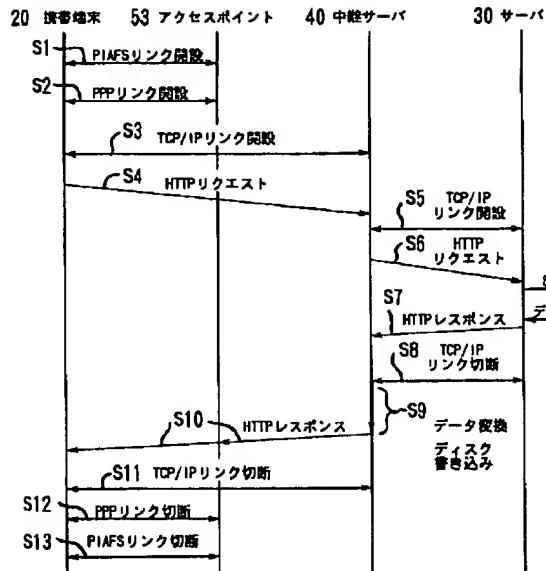 20 携帯端末 53 アクセスポイント 40 中継サーバ 30 サーバ
S1 PIAFSリンク開設
S2 PPPリンク開設
S3 TCP/IPリンク開設
S4 HTTPリクエスト
S5 TCP/IP
リンク開設
S6 HTTP
リクエスト
S7 HTTPレスポンス
デ
S8 TCP/IP
リンク切断
S9 データ変換
ディスク
書き込み
S10 HTTPレスポンス
S11 TCP/IPリンク切断
S12 PPPリンク切断
S13 PIAFSリンク切断